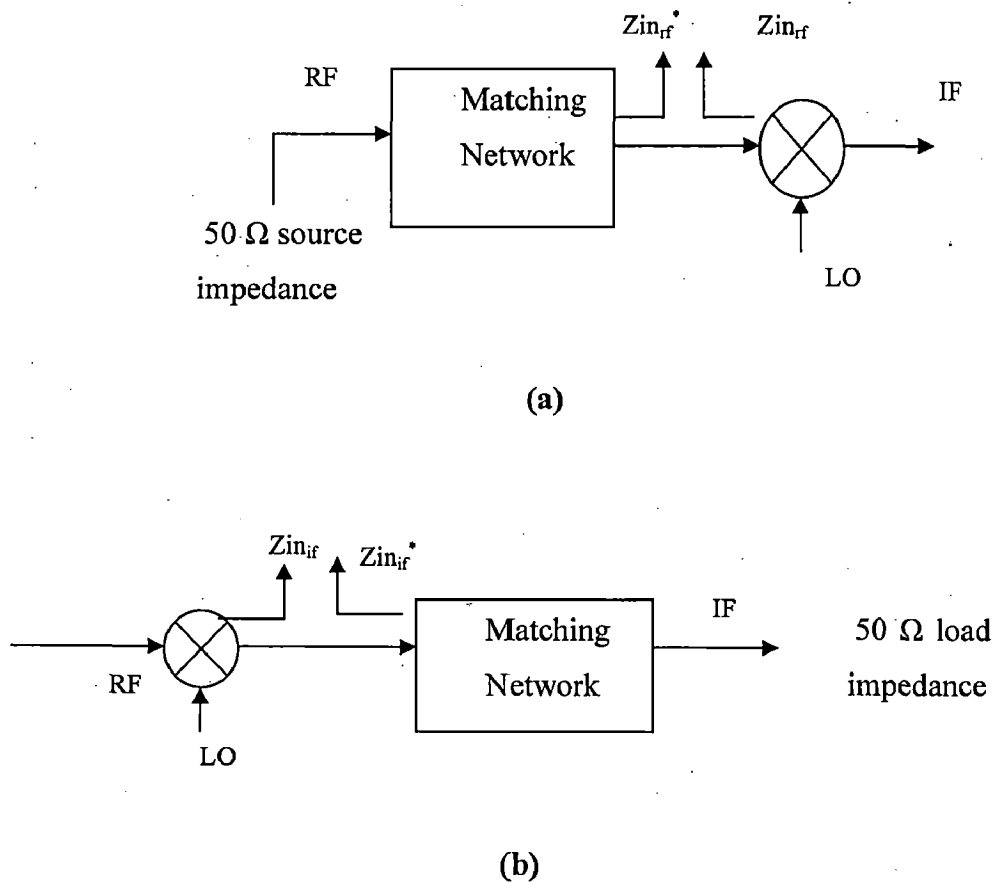 Zin_rf* Zin_rf
RF
Matching
Network
IF
50 Ω source
impedance
LO
(a)
Zin_if Zin_if*
Matching
Network
IF
50 Ω load
impedance
RF
LO
(b)